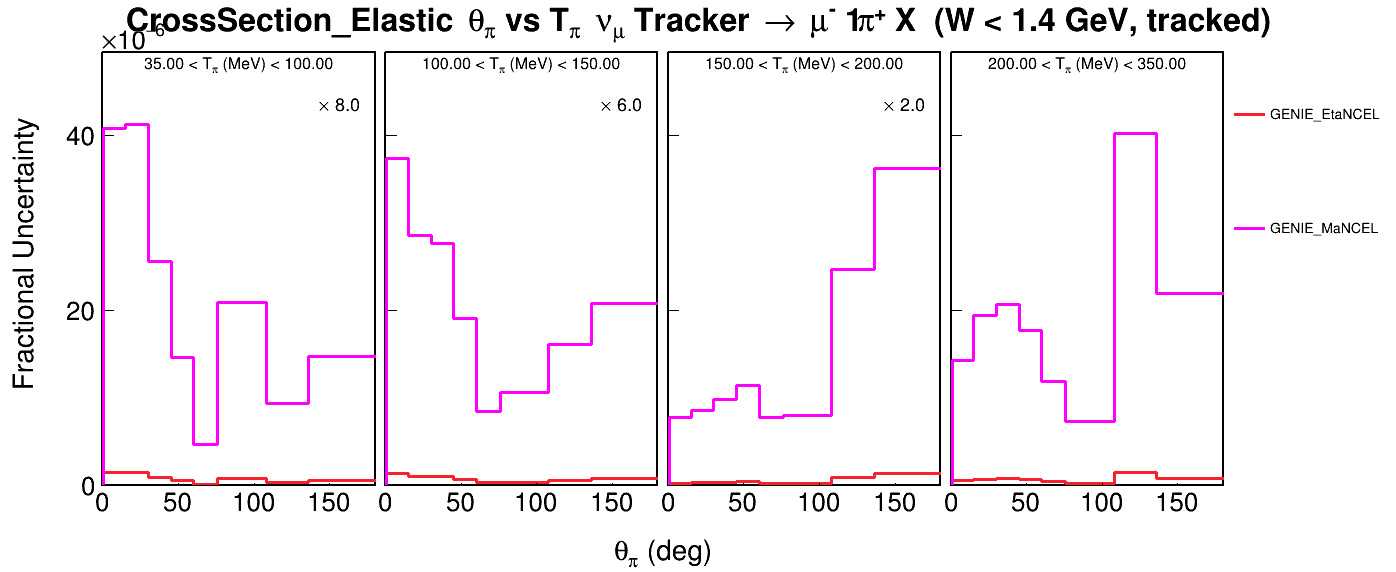 CrossSection_Elastic θπ vs Tπ νμ Tracker → μ- 1π+ X (W < 1.4 GeV, tracked)
×10-6
35.00 < Tπ (MeV) < 100.00
100.00 < Tπ (MeV) < 150.00
150.00 < Tπ (MeV) < 200.00
200.00 < Tπ (MeV) < 350.00
× 8.0
× 6.0
× 2.0
GENIE_EtaNCEL
GENIE_MaNCEL
Fractional Uncertainty
40
20
0
0 50 100 150
0 50 100 150
0 50 100 150
0 50 100 150
θπ (deg)